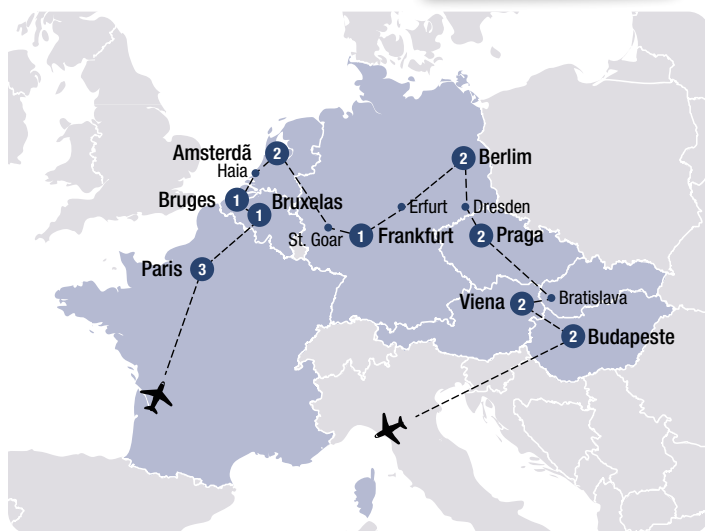 Amsterdã
2
Haia
2
Berlim
Bruges
1
Bruxelas
1
Erfurt
Dresden
St. Goar
1
Frankfurt
2
Praga
Paris
3
Viena
2
Bratislava
2
Budapeste